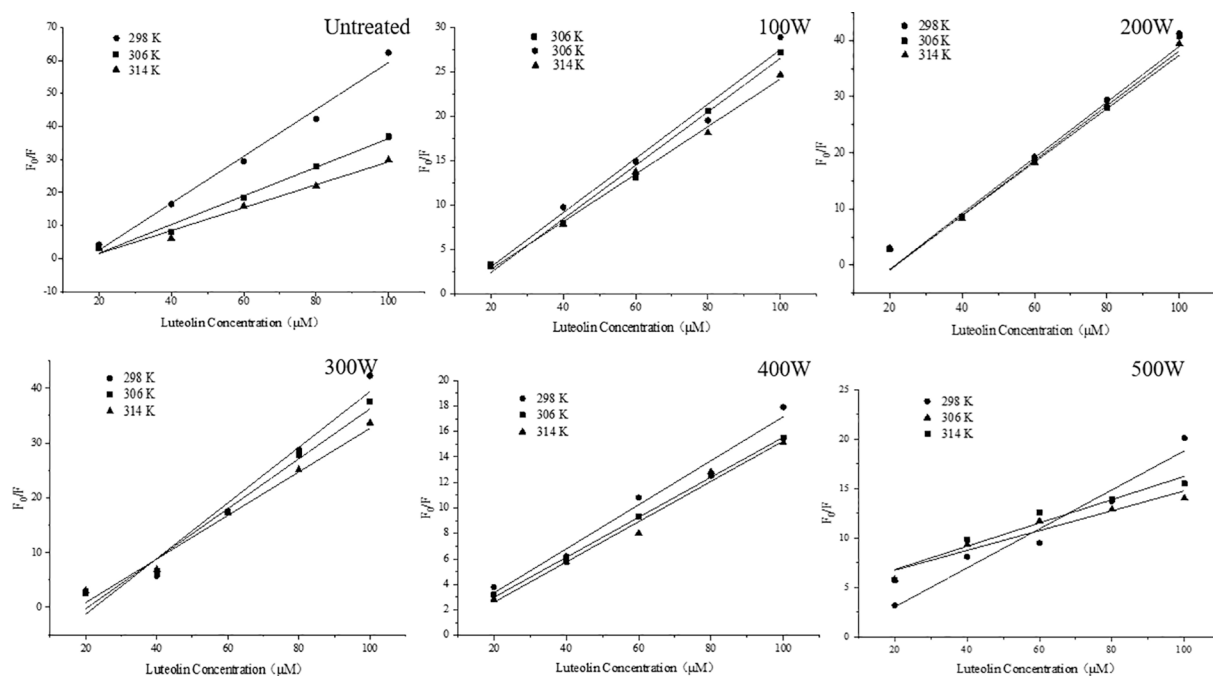 Untreated
298 K
306 K
314 K
70
60
50
40
30
20
10
0
-10
F0/F
20 40 60 80 100
Luteolin Concentration（μM）
100W
306 K
306 K
314 K
30
25
20
15
10
5
0
F0/F
20 40 60 80 100
Luteolin Concentration（μM）
200W
298 K
306 K
314 K
40
30
20
10
0
F0/F
20 40 60 80 100
Luteolin Concentration（μM）
300W
298 K
306 K
314 K
40
30
20
10
0
F0/F
20 40 60 80 100
Luteolin Concentration（μM）
400W
298 K
306 K
314 K
20
18
16
14
12
10
8
6
4
2
0
F0/F
20 40 60 80 100
Luteolin Concentration（μM）
500W
298 K
306 K
314 K
25
20
15
10
5
0
F0/F
20 40 60 80 100
Luteolin Concentration（μM）